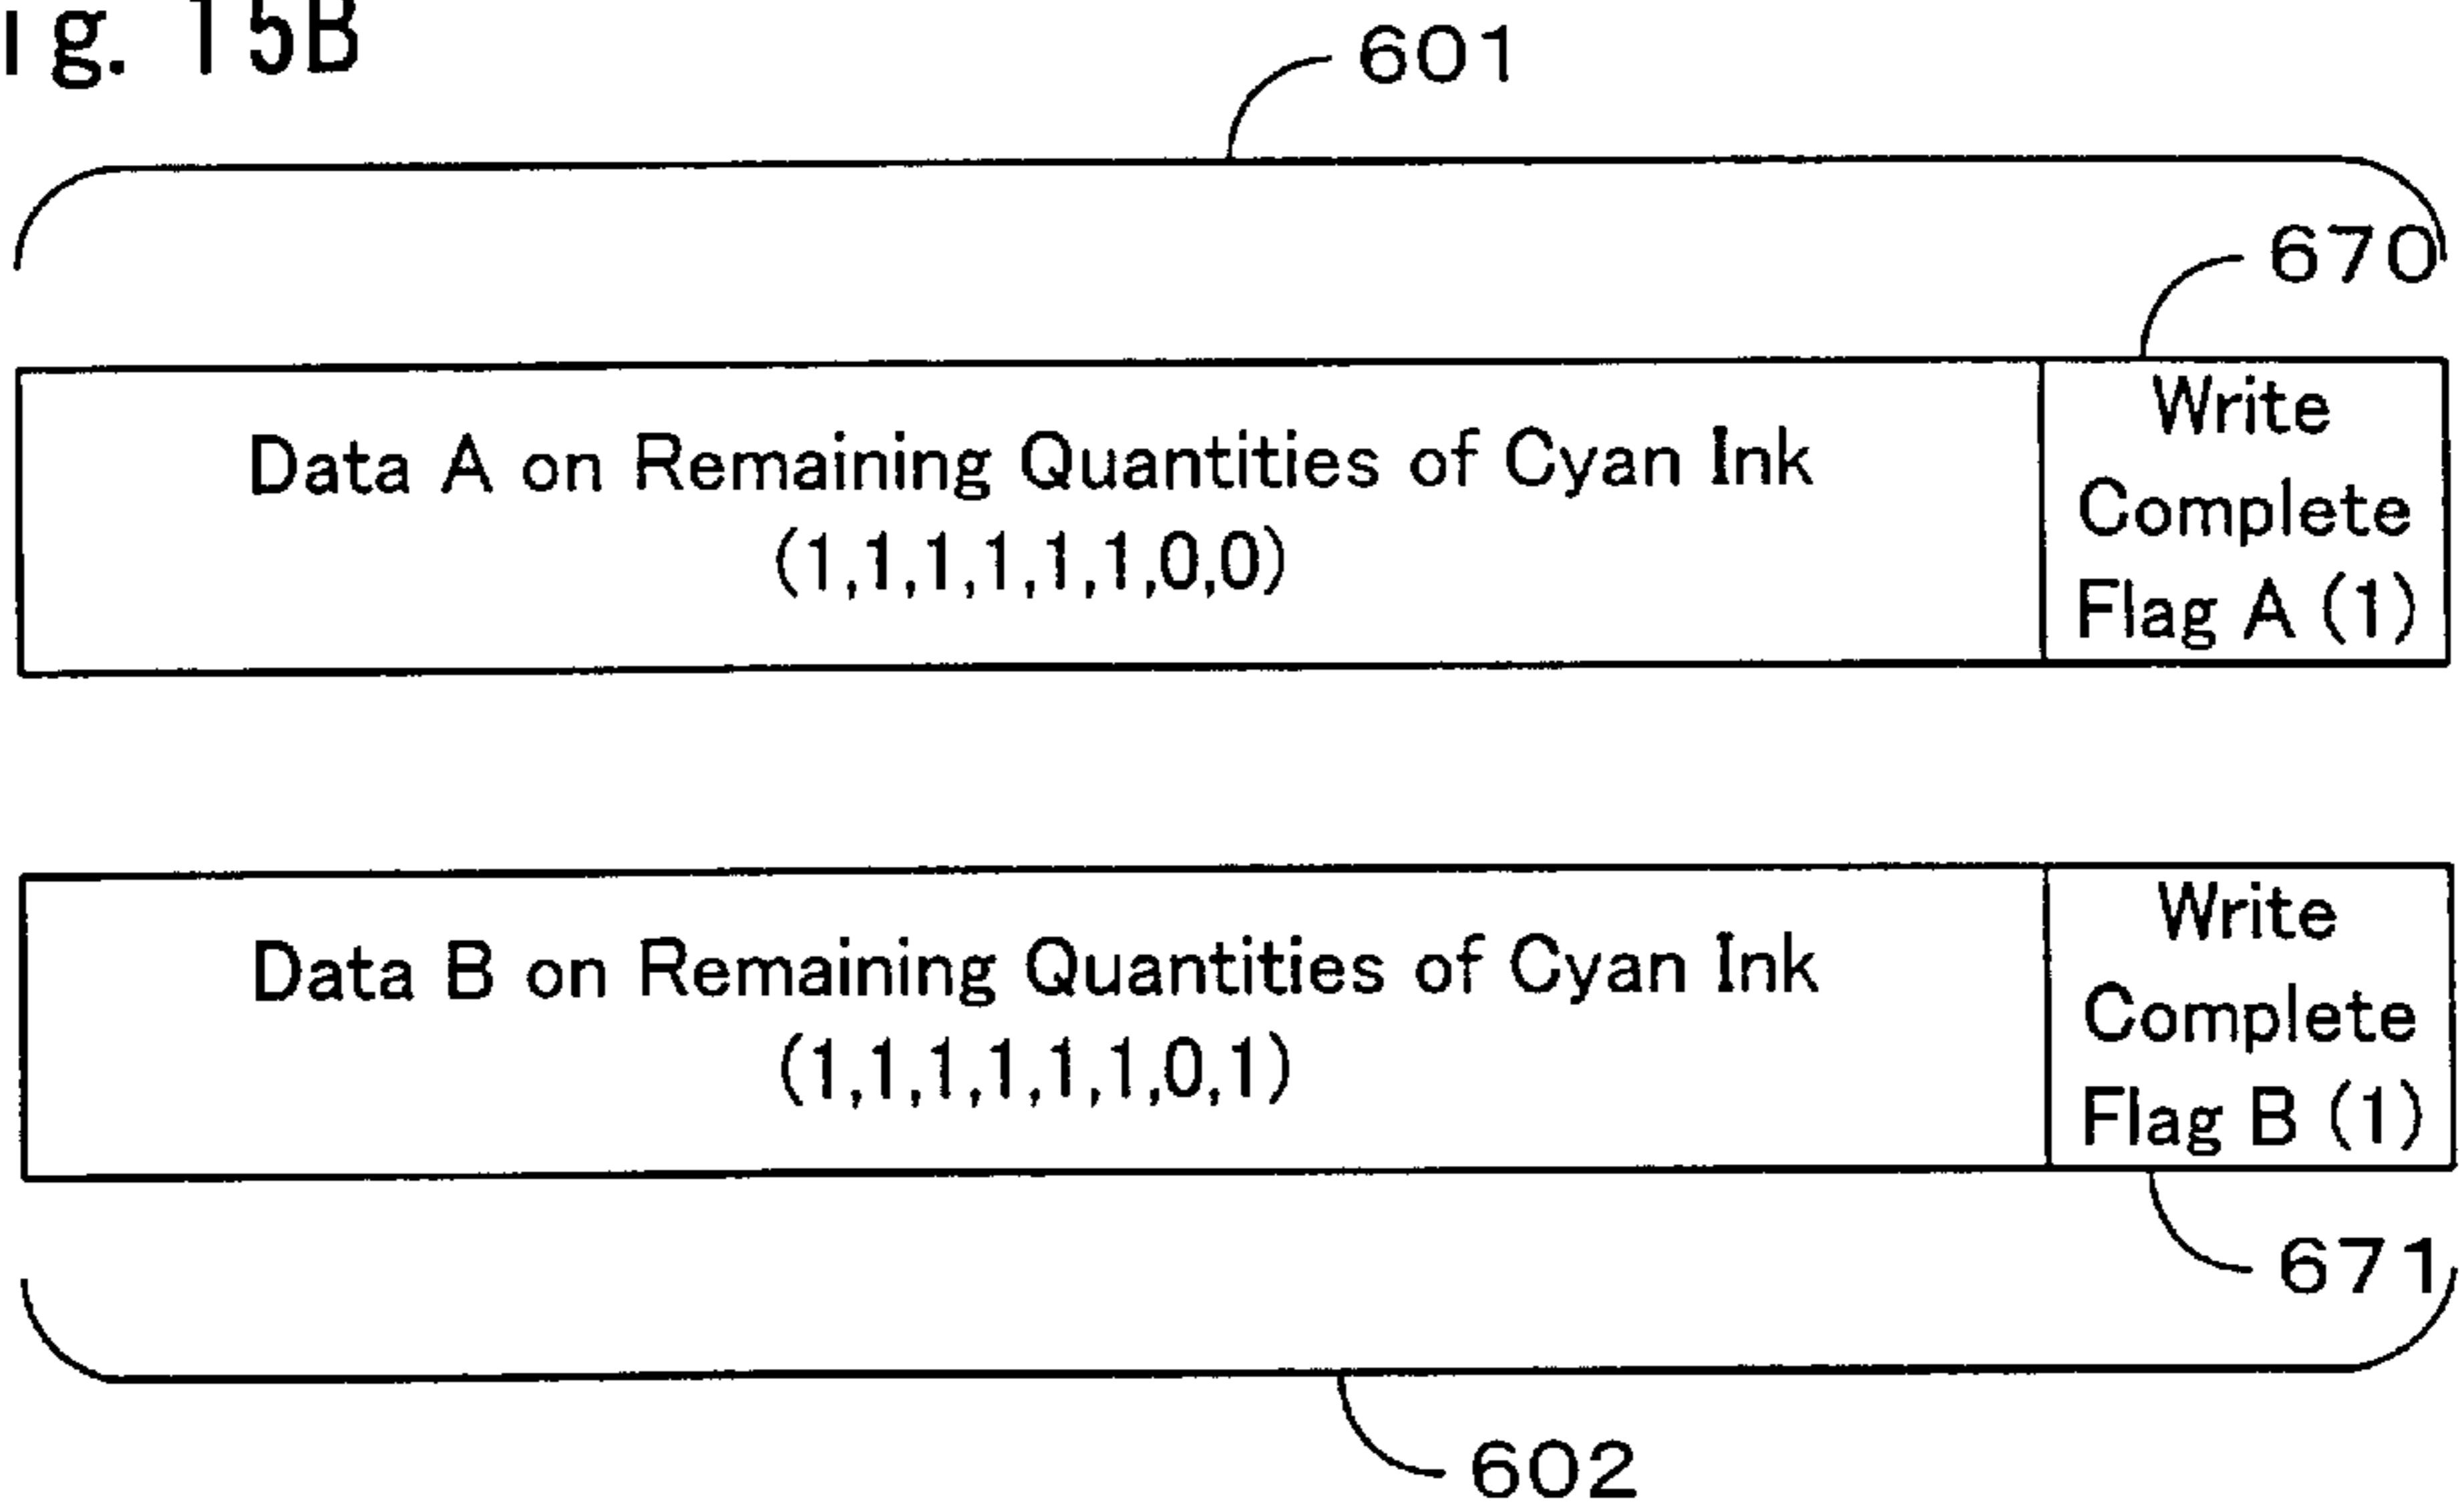 ig. 15B
601
670
Data A on Remaining Quantities of Cyan Ink
(1,1,1,1,1,1,0,0)
Write
Complete
Flag A (1)
Data B on Remaining Quantities of Cyan Ink
(1,1,1,1,1,1,0,1)
Write
Complete
Flag B (1)
671
602